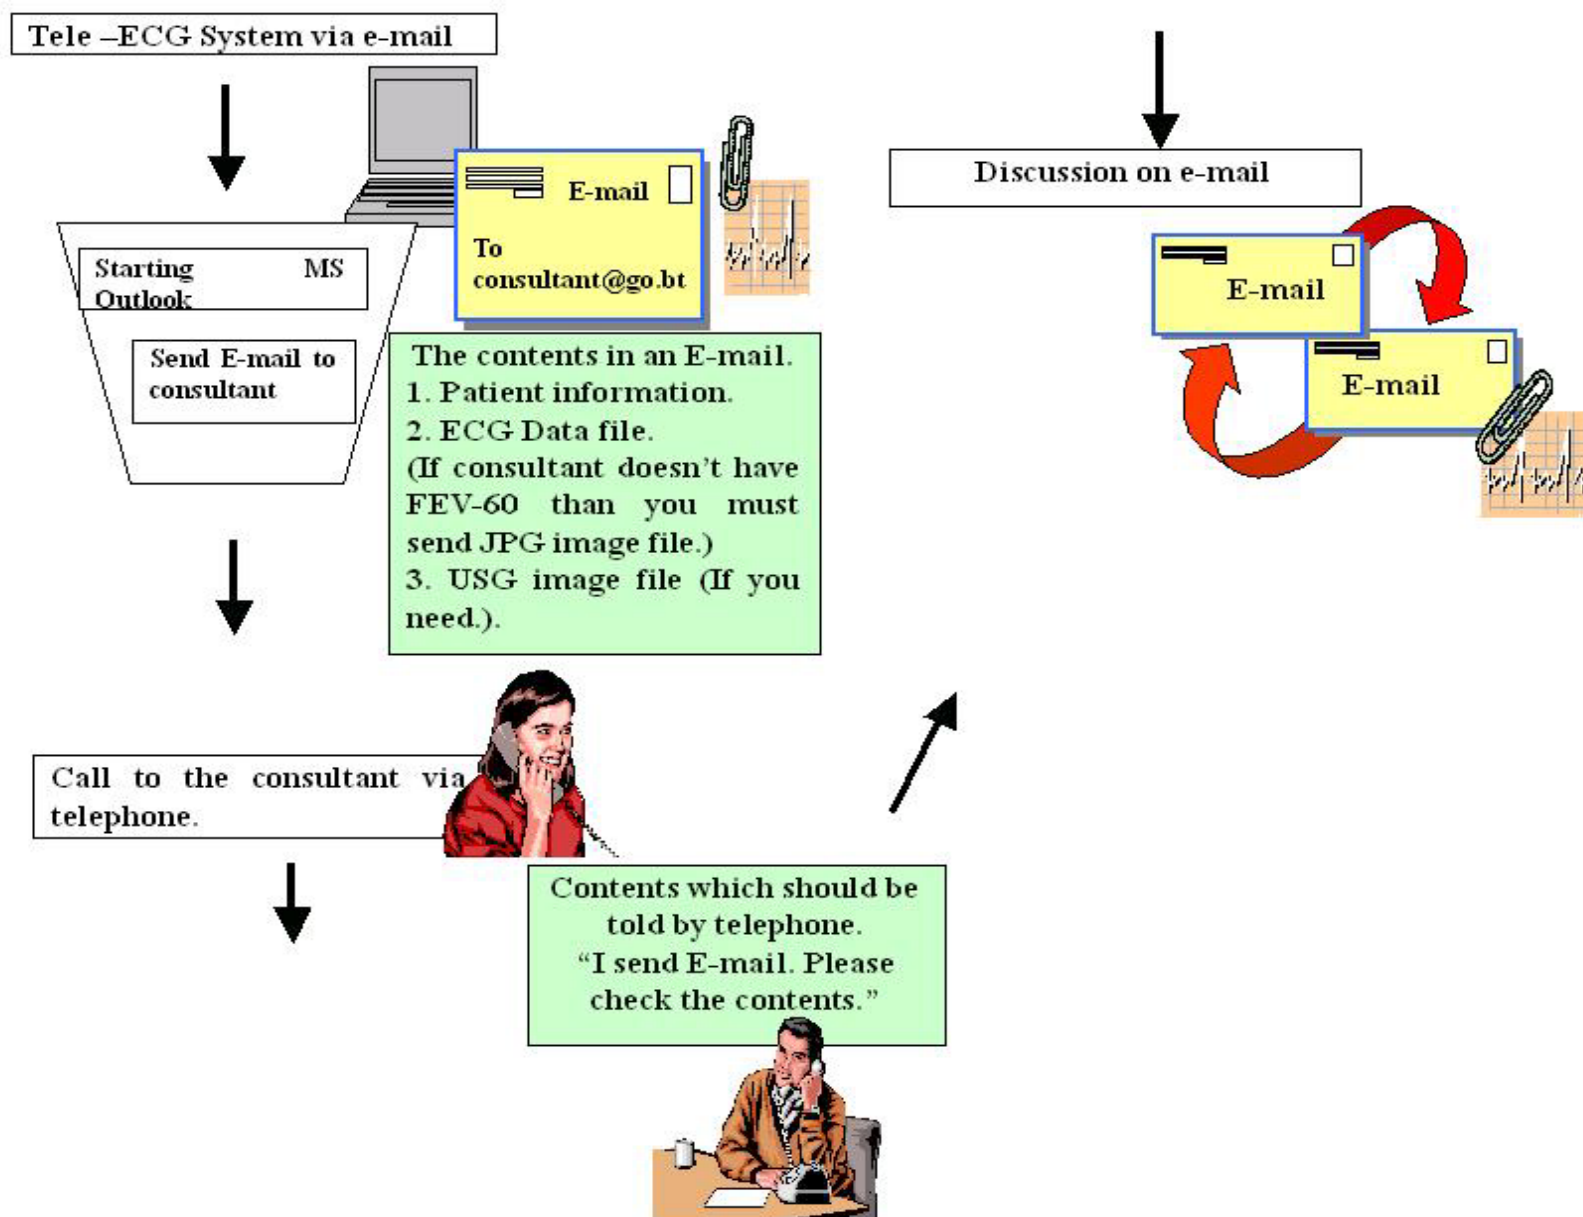 Tele –ECG System via e-mail
E-mail
To
consultant@go.bt
Starting MS
Outlook
Send E-mail to
consultant
The contents in an E-mail.
1. Patient information.
2. ECG Data file.
(If consultant doesn’t have
FEV-60 than you must
send JPG image file.)
3. USG image file (If you
need.).
Call to the consultant via
telephone.
Contents which should be
told by telephone.
“I send E-mail. Please
check the contents.”
Discussion on e-mail
E-mail
E-mail